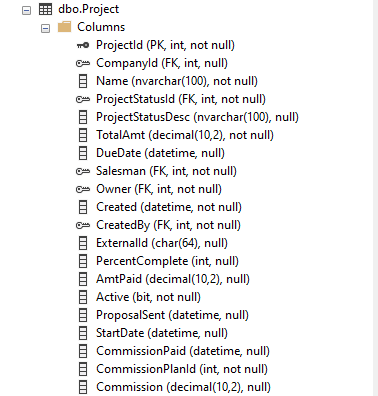 dbo.Project
Columns
ProjectId (PK, int, not null)
CompanyId (FK, int, null)
Name (nvarchar(100), not null)
ProjectStatusId (FK, int, not null)
ProjectStatusDesc (nvarchar(100), null)
TotalAmt (decimal(10,2), not null)
DueDate (datetime, null)
Salesman (FK, int, null)
Owner (FK, int, not null)
Created (datetime, not null)
CreatedBy (FK, int, not null)
ExternalId (char(64), null)
PercentComplete (int, null)
AmtPaid (decimal(10,2), null)
Active (bit, not null)
ProposalSent (datetime, null)
StartDate (datetime, null)
CommissionPaid (datetime, null)
CommissionPlanId (int, not null)
Commission (decimal(10,2), null)